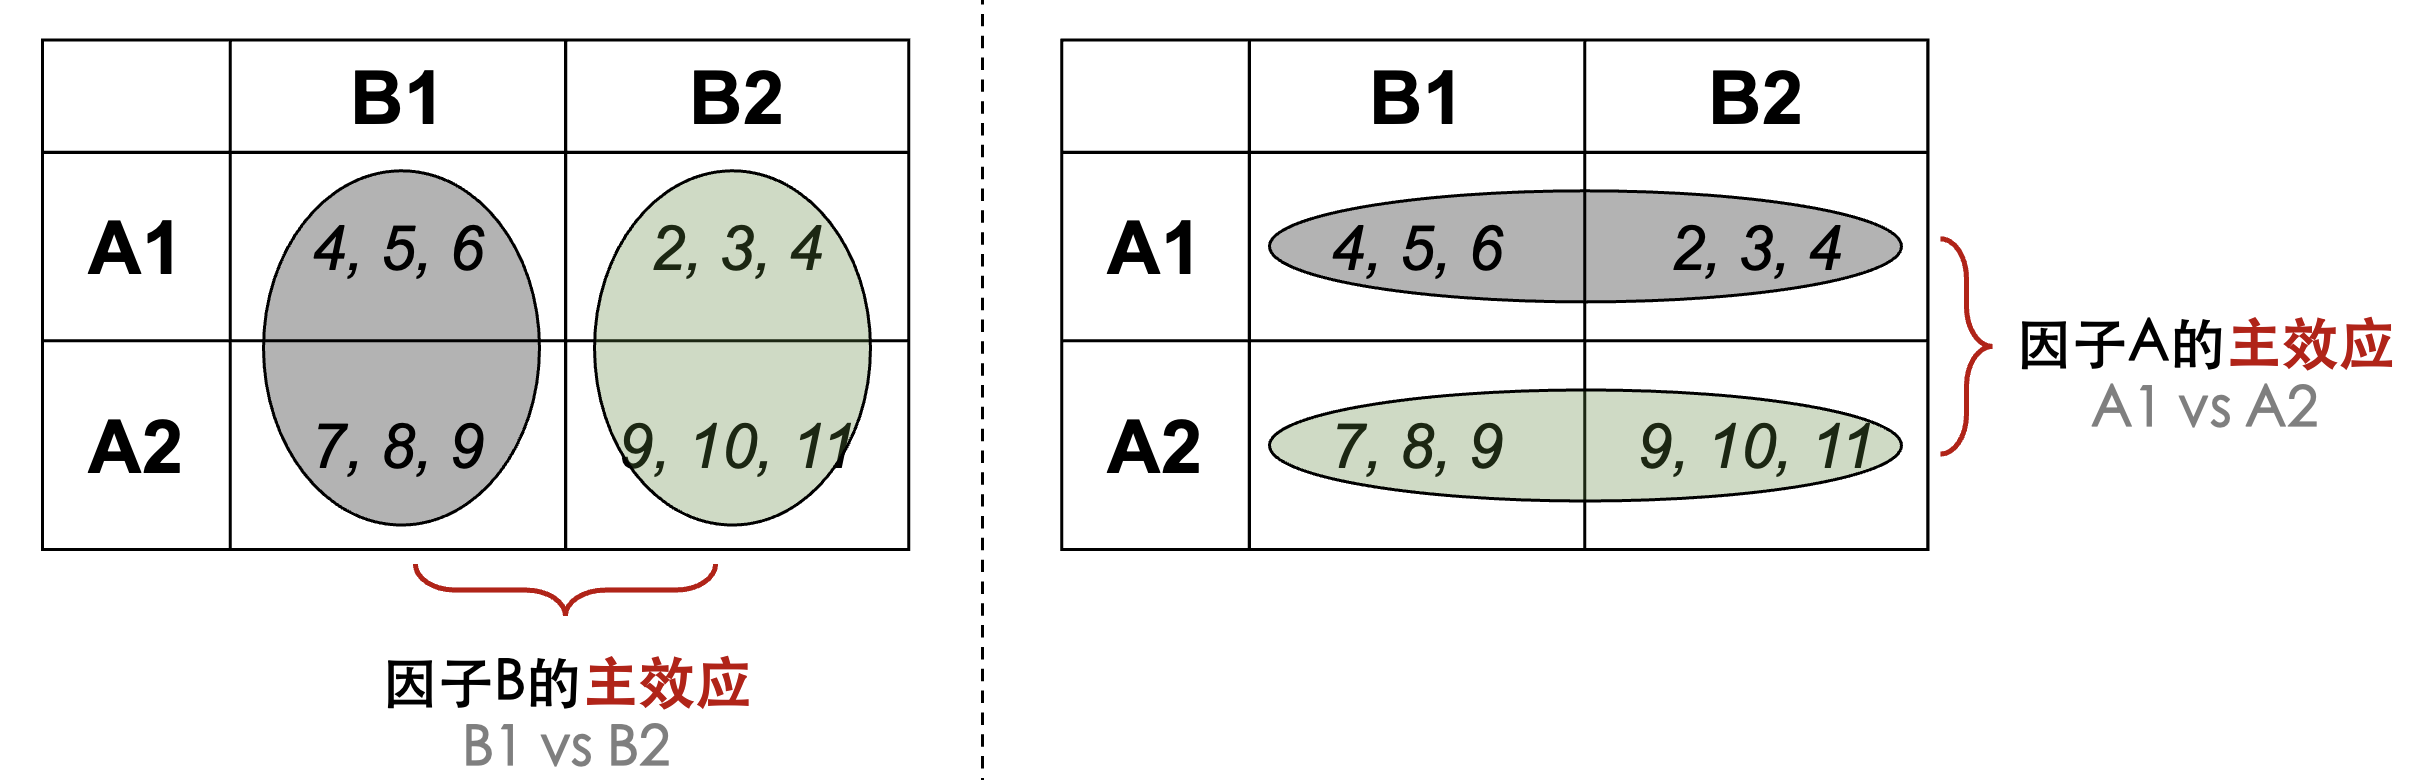 B1 B2
A1 4, 5, 6 2, 3, 4
A2 7, 8, 9 9, 10, 11
因子B的主效应
B1 vs B2
B1 B2
A1 4, 5, 6 2, 3, 4
A2 7, 8, 9 9, 10, 11
因子A的主效应
A1 vs A2